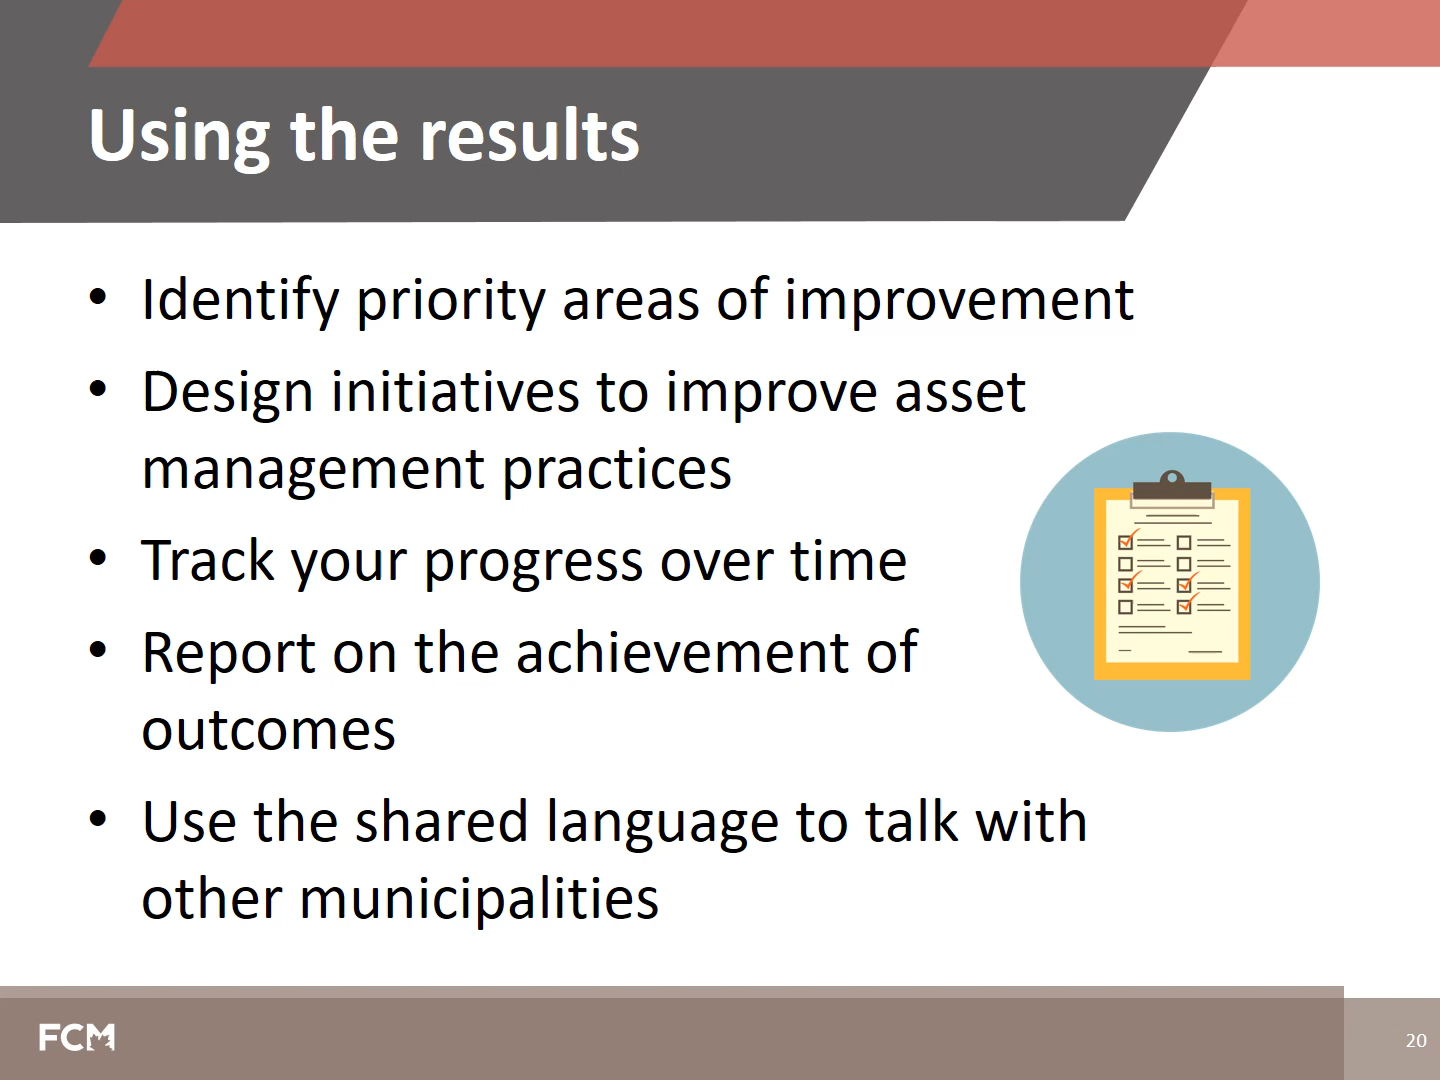 Using the results
• Identify priority areas of improvement
• Design initiatives to improve asset
management practices
• Track your progress over time
• Report on the achievement of
outcomes
• Use the shared language to talk with
other municipalities
FCM
20